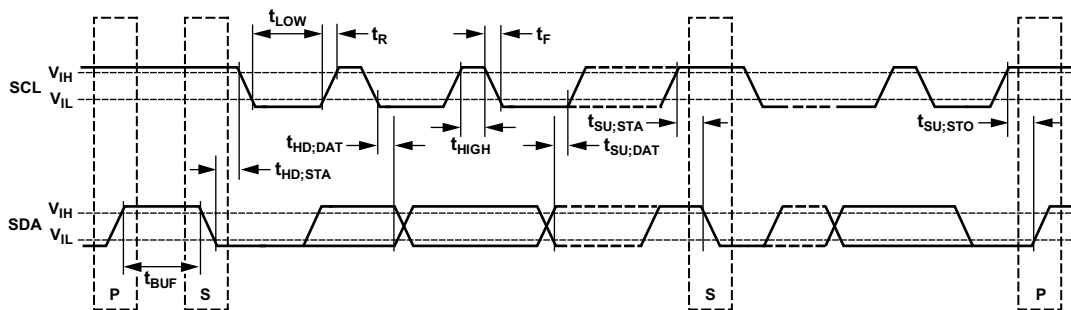 tLOW
tR
tF
VIH
SCL
VIL
tHD;DAT
tHIGH
tSU;DAT
tSU;STA
tSU;STO
tHD;STA
VIH
SDA
VIL
tBUF
P
S
S
P